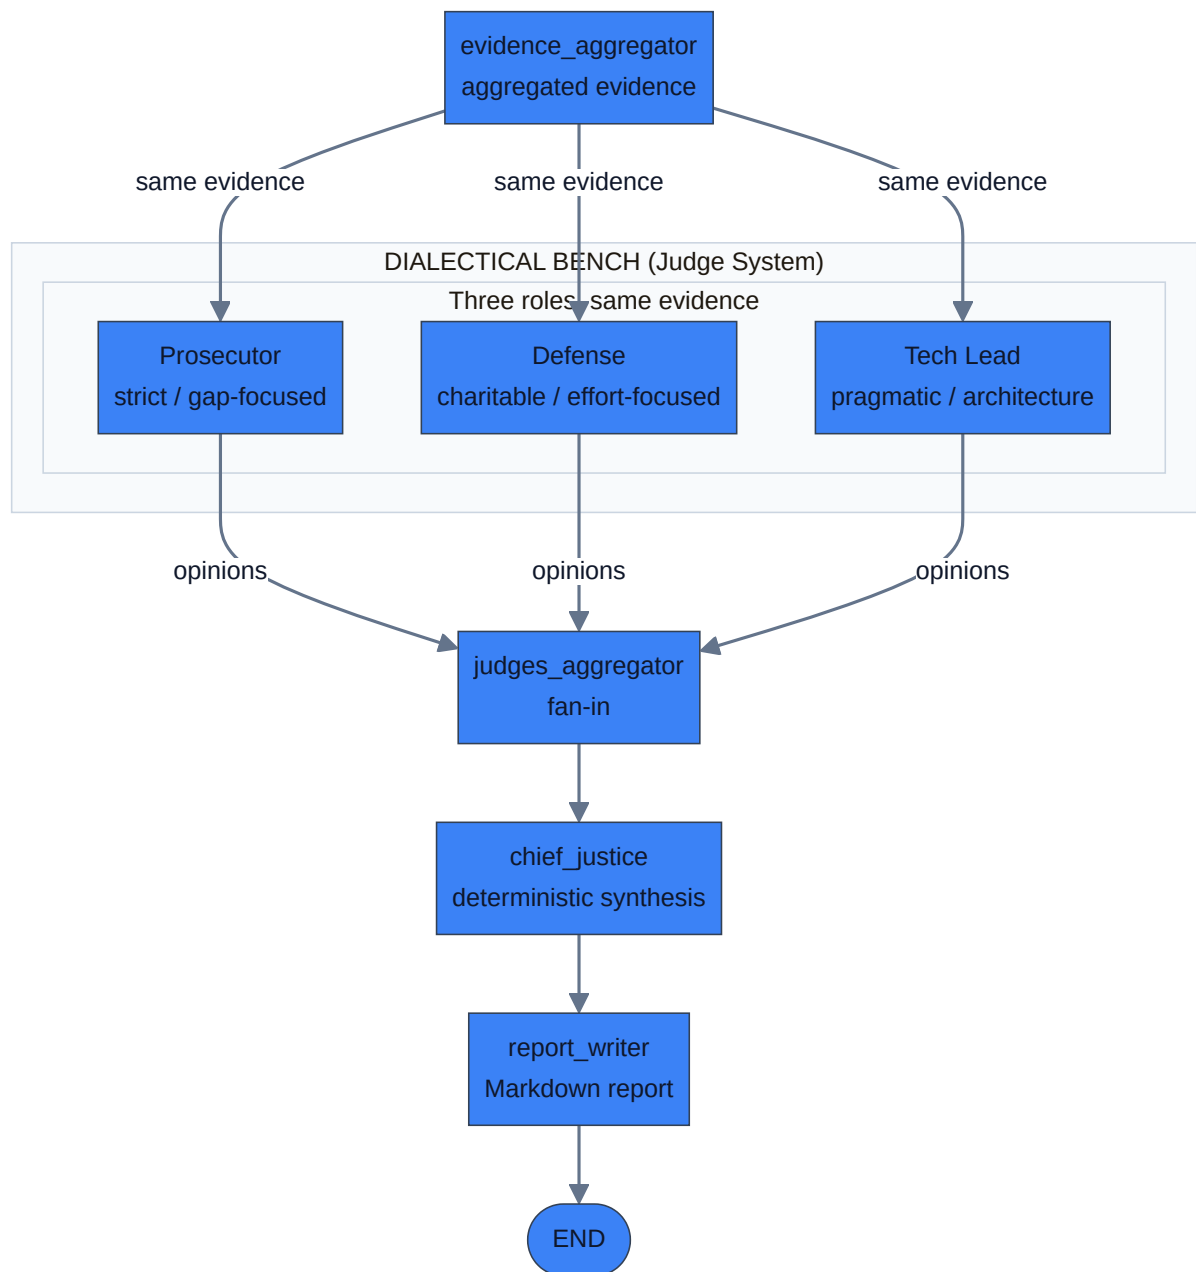 evidence_aggregator
aggregated evidence
same evidence
same evidence
same evidence
DIALECTICAL BENCH (Judge System)
Three roles, same evidence
Prosecutor
strict / gap-focused
Defense
charitable / effort-focused
Tech Lead
pragmatic / architecture
opinions
opinions
opinions
judges_aggregator
fan-in
chief_justice
deterministic synthesis
report_writer
Markdown report
END